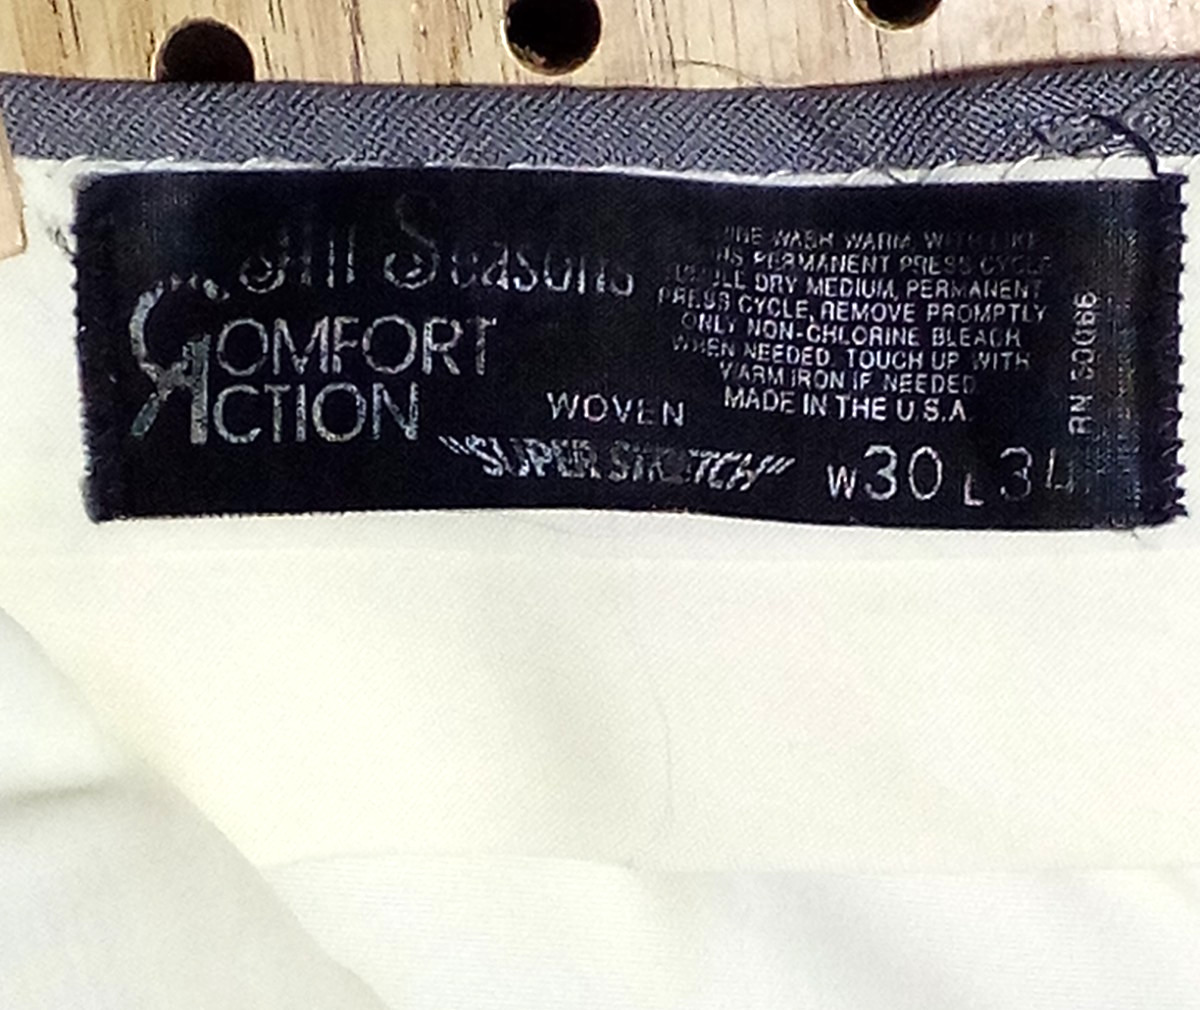 All Seasons
COMFORT
ACTION
WOVEN
"SUPER STRETCH"
WASH WARM, WITH LIKE
PERMANENT PRESS CYCLE
DRY MEDIUM, PERMANENT
PRESS CYCLE, REMOVE PROMPTLY
ONLY NON-CHLORINE BLEACH
WHEN NEEDED. TOUCH UP WITH
WARM IRON IF NEEDED
MADE IN THE U.S.A.
W30 L34
RN